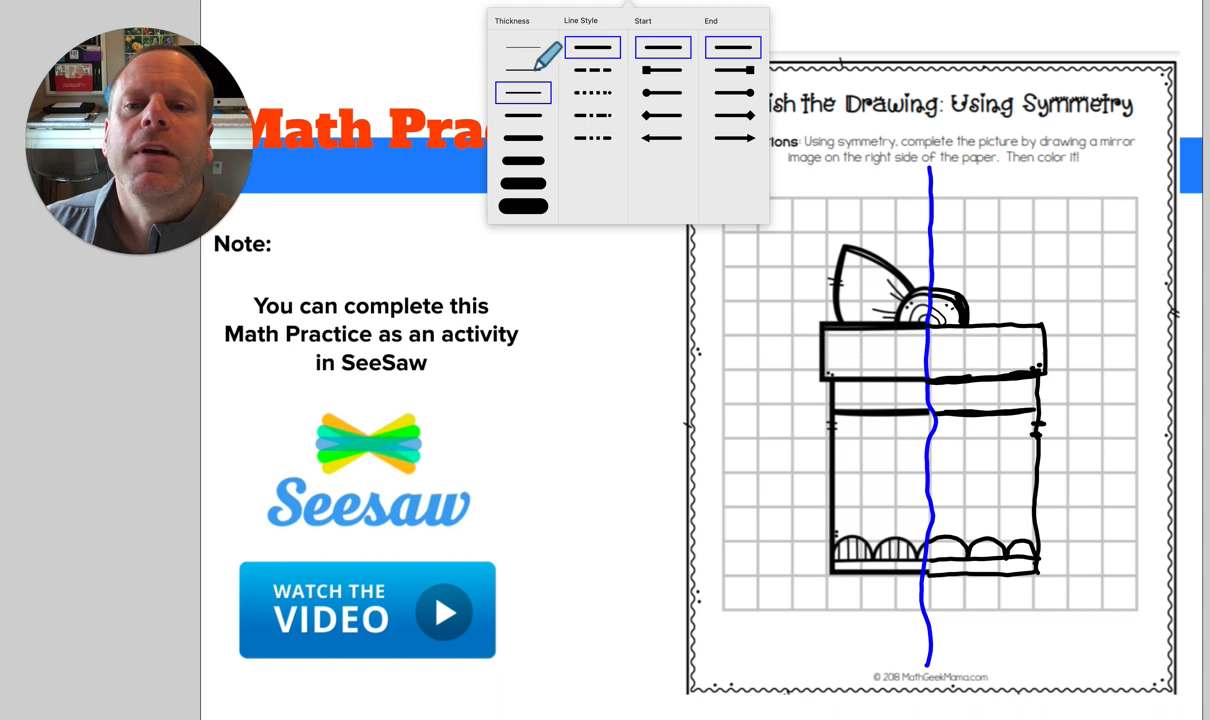 Thickness Line Style Start End
Math Pra
ish the Drawing: Using Symmetry
ions: Using symmetry, complete the picture by drawing a mirror
image on the right side of the paper. Then color it!
Note:
You can complete this
Math Practice as an activity
in SeeSaw
Seesaw
WATCH THE
VIDEO
© 2018 MathGeekMama.com